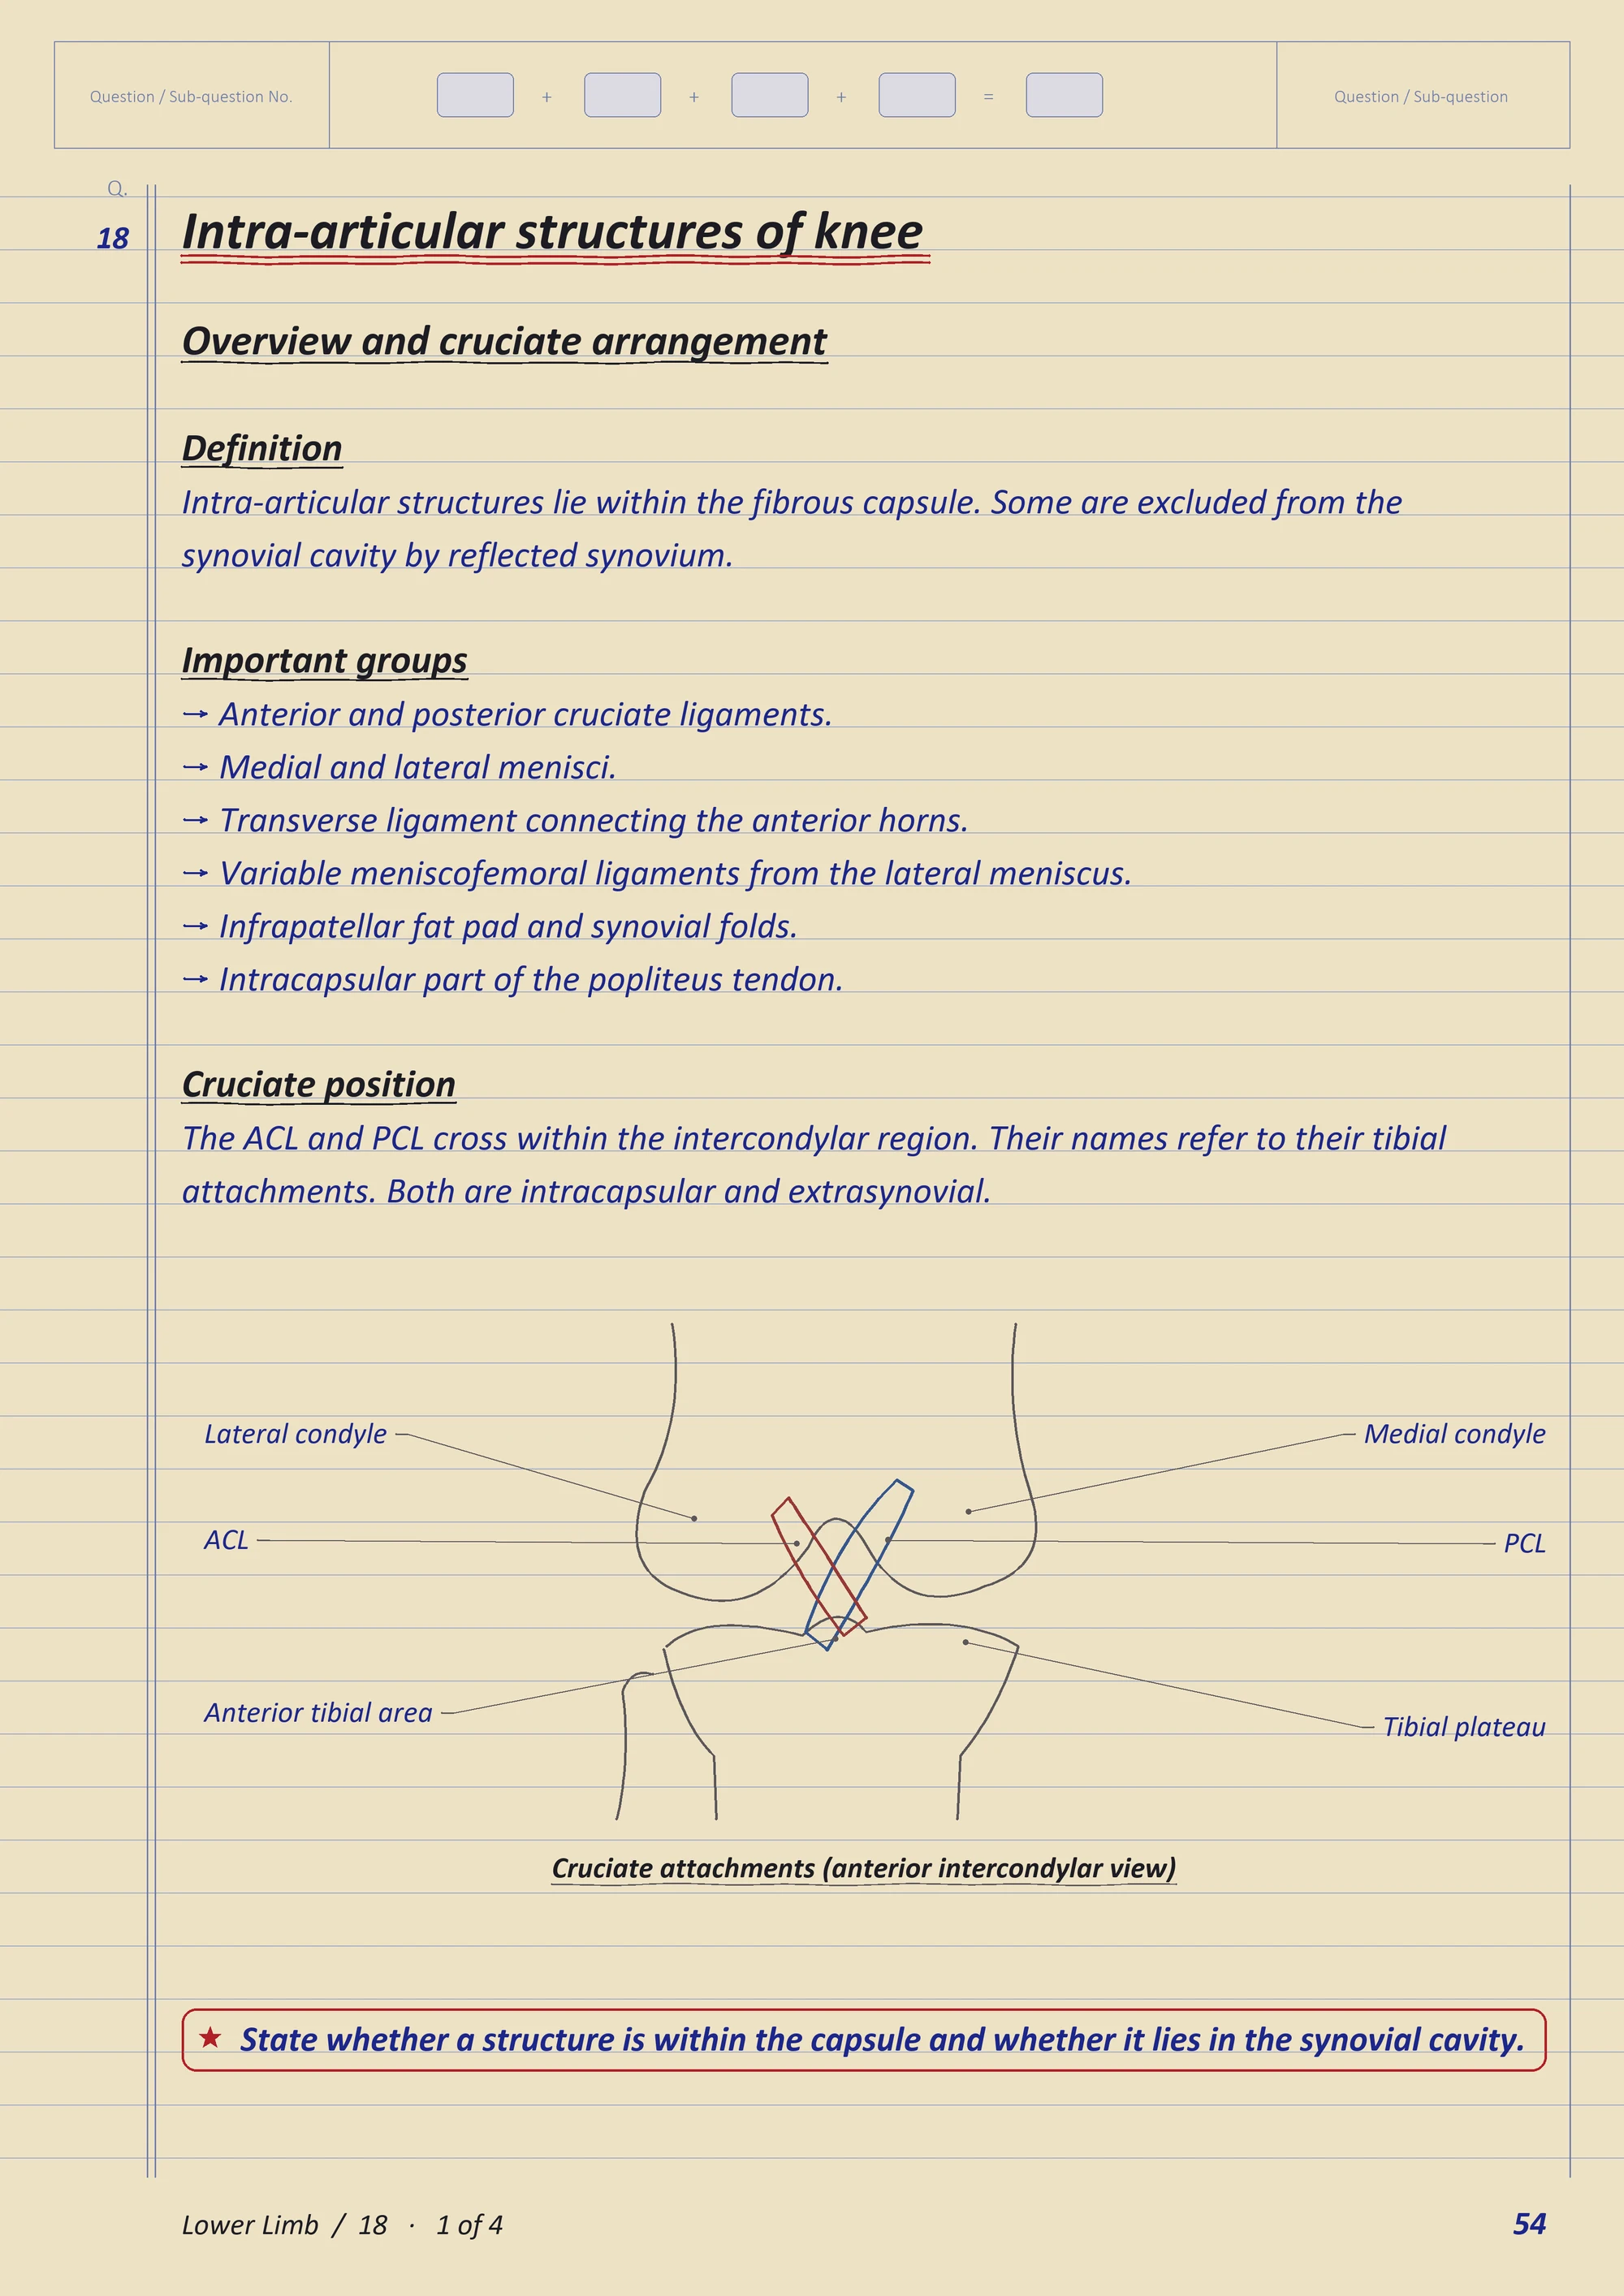 Question / Sub-question No.
+ + + =
Question / Sub-question
Q.
18
Intra-articular structures of knee
Overview and cruciate arrangement
Definition
Intra-articular structures lie within the fibrous capsule. Some are excluded from the
synovial cavity by reflected synovium.
Important groups
→ Anterior and posterior cruciate ligaments.
→ Medial and lateral menisci.
→ Transverse ligament connecting the anterior horns.
→ Variable meniscofemoral ligaments from the lateral meniscus.
→ Infrapatellar fat pad and synovial folds.
→ Intracapsular part of the popliteus tendon.
Cruciate position
The ACL and PCL cross within the intercondylar region. Their names refer to their tibial
attachments. Both are intracapsular and extrasynovial.
Lateral condyle
Medial condyle
ACL
PCL
Anterior tibial area
Tibial plateau
Cruciate attachments (anterior intercondylar view)
★ State whether a structure is within the capsule and whether it lies in the synovial cavity.
Lower Limb / 18 · 1 of 4
54